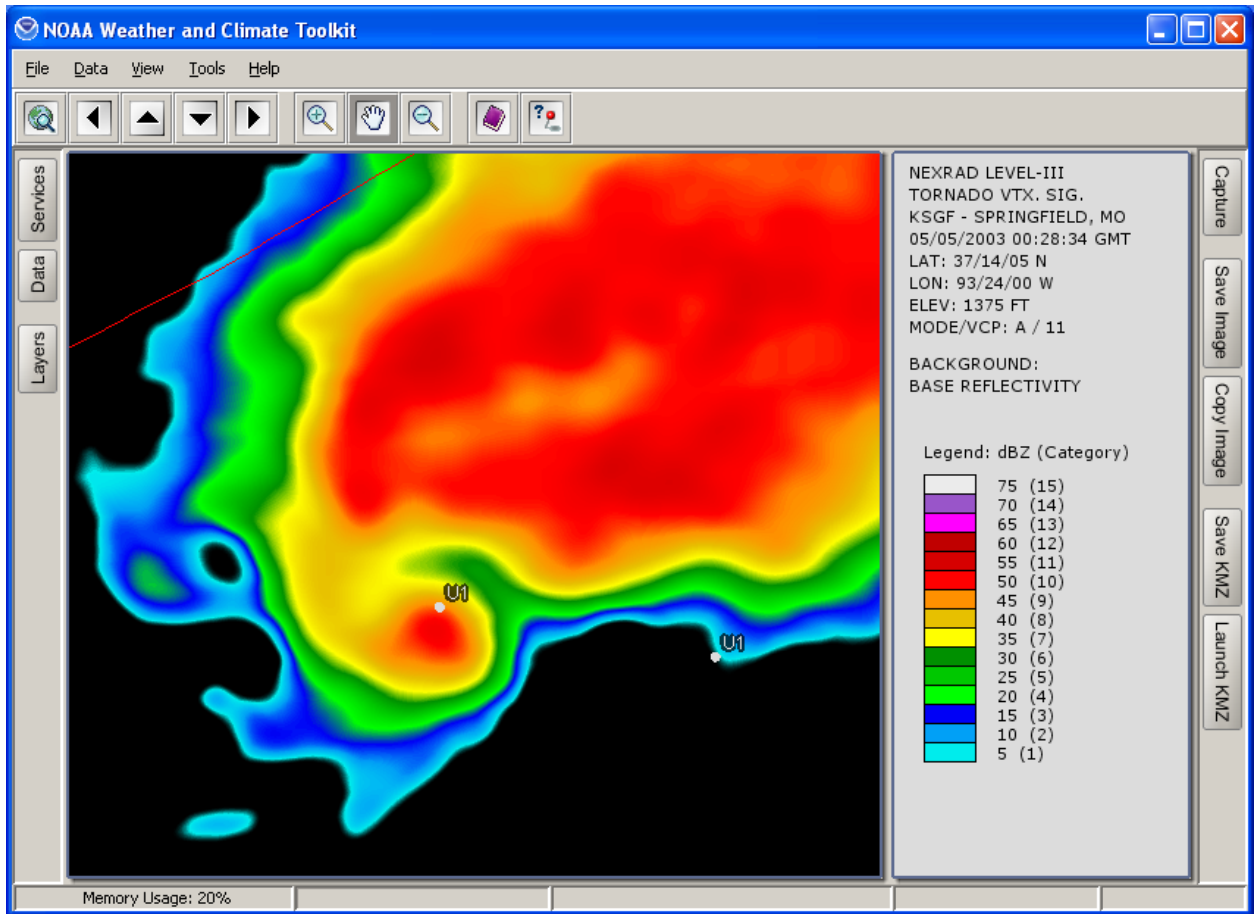 NOAA Weather and Climate Toolkit
File Data View Tools Help
Services
Data
Layers
U1
U1
NEXRAD LEVEL-III
TORNADO VTX. SIG.
KSGF - SPRINGFIELD, MO
05/05/2003 00:28:34 GMT
LAT: 37/14/05 N
LON: 93/24/00 W
ELEV: 1375 FT
MODE/VCP: A / 11
BACKGROUND:
BASE REFLECTIVITY
Legend: dBZ (Category)
75 (15)
70 (14)
65 (13)
60 (12)
55 (11)
50 (10)
45 (9)
40 (8)
35 (7)
30 (6)
25 (5)
20 (4)
15 (3)
10 (2)
5 (1)
Capture
Save Image
Copy Image
Save KMZ
Launch KMZ
Memory Usage: 20%